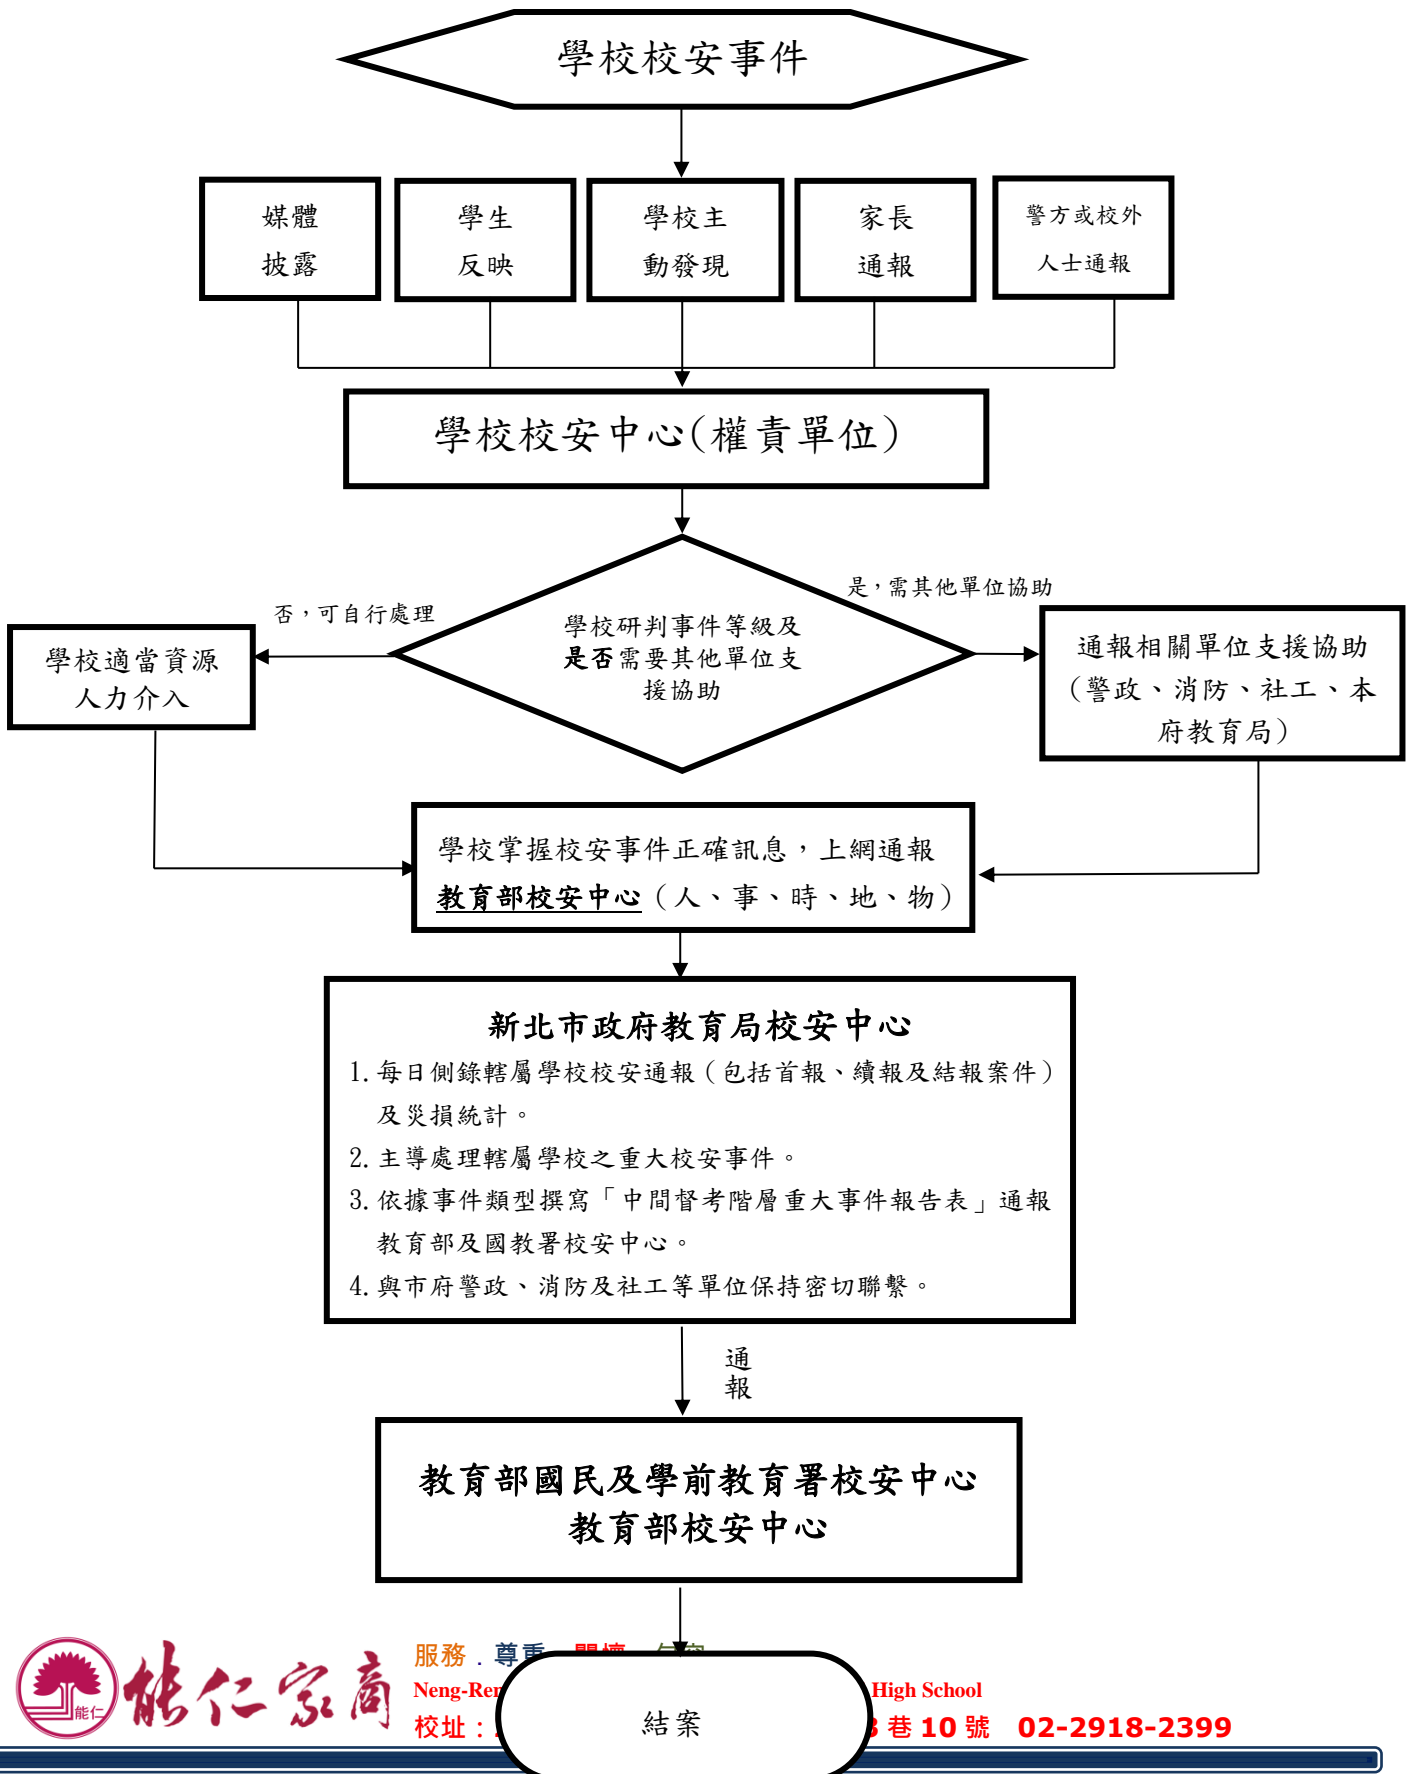 學校校安事件
媒體
披露
學生
反映
學校主
動發現
家長
通報
警方或校外
人士通報
學校校安中心(權責單位)
否，可自行處理
是，需其他單位協助
學校研判事件等級及
是否需要其他單位支
援協助
學校適當資源
人力介入
通報相關單位支援協助
（警政、消防、社工、本
府教育局）
學校掌握校安事件正確訊息，上網通報
教育部校安中心（人、事、時、地、物）
新北市政府教育局校安中心
1.每日側錄轄屬學校校安通報（包括首報、續報及結報案件）
及災損統計。
2.主導處理轄屬學校之重大校安事件。
3.依據事件類型撰寫「中間督考階層重大事件報告表」通報
教育部及國教署校安中心。
4.與市府警政、消防及社工等單位保持密切聯繫。
通
報
教育部國民及學前教育署校安中心
教育部校安中心
結案
能仁
能仁家商
服務．尊重
Neng-Ren High School
校址： 巷 10 號 02-2918-2399